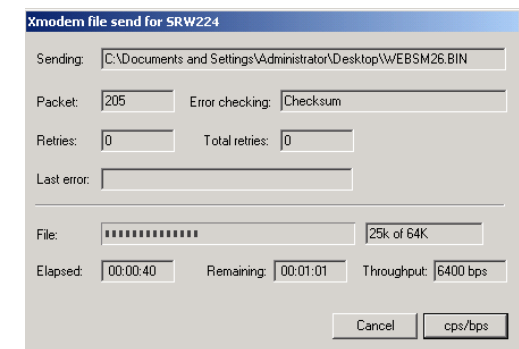 Xmodem file send for SRW224
Sending: C:\Documents and Settings\Administrator\Desktop\WEBSM26.BIN
Packet: 205 Error checking: Checksum
Retries: 0 Total retries: 0
Last error:
File: 25k of 64K
Elapsed: 00:00:40 Remaining: 00:01:01 Throughput: 6400 bps
Cancel cps/bps